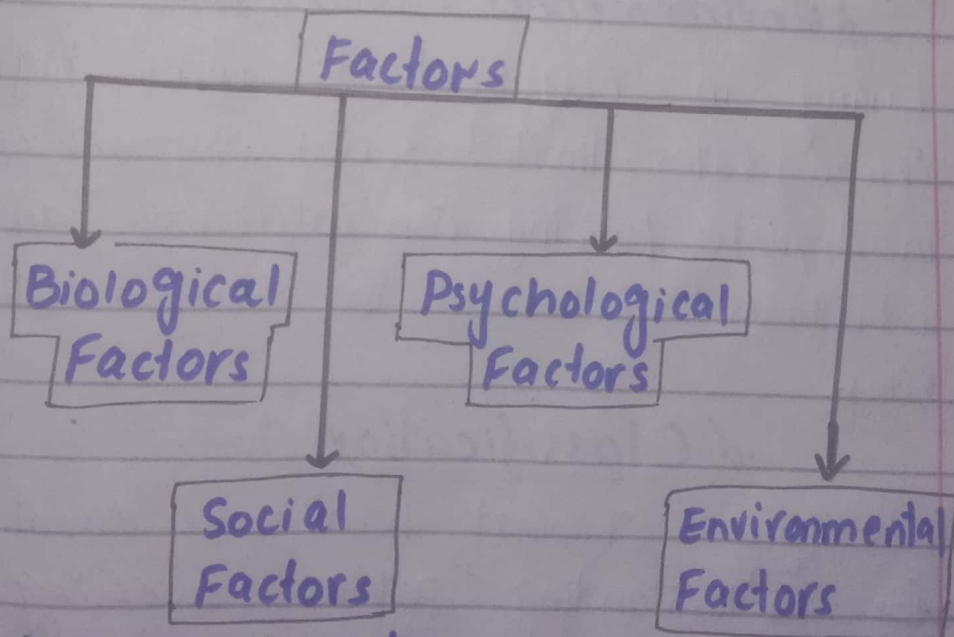 Factors
Biological
Factors
Psychological
Factors
Social
Factors
Environmental
Factors